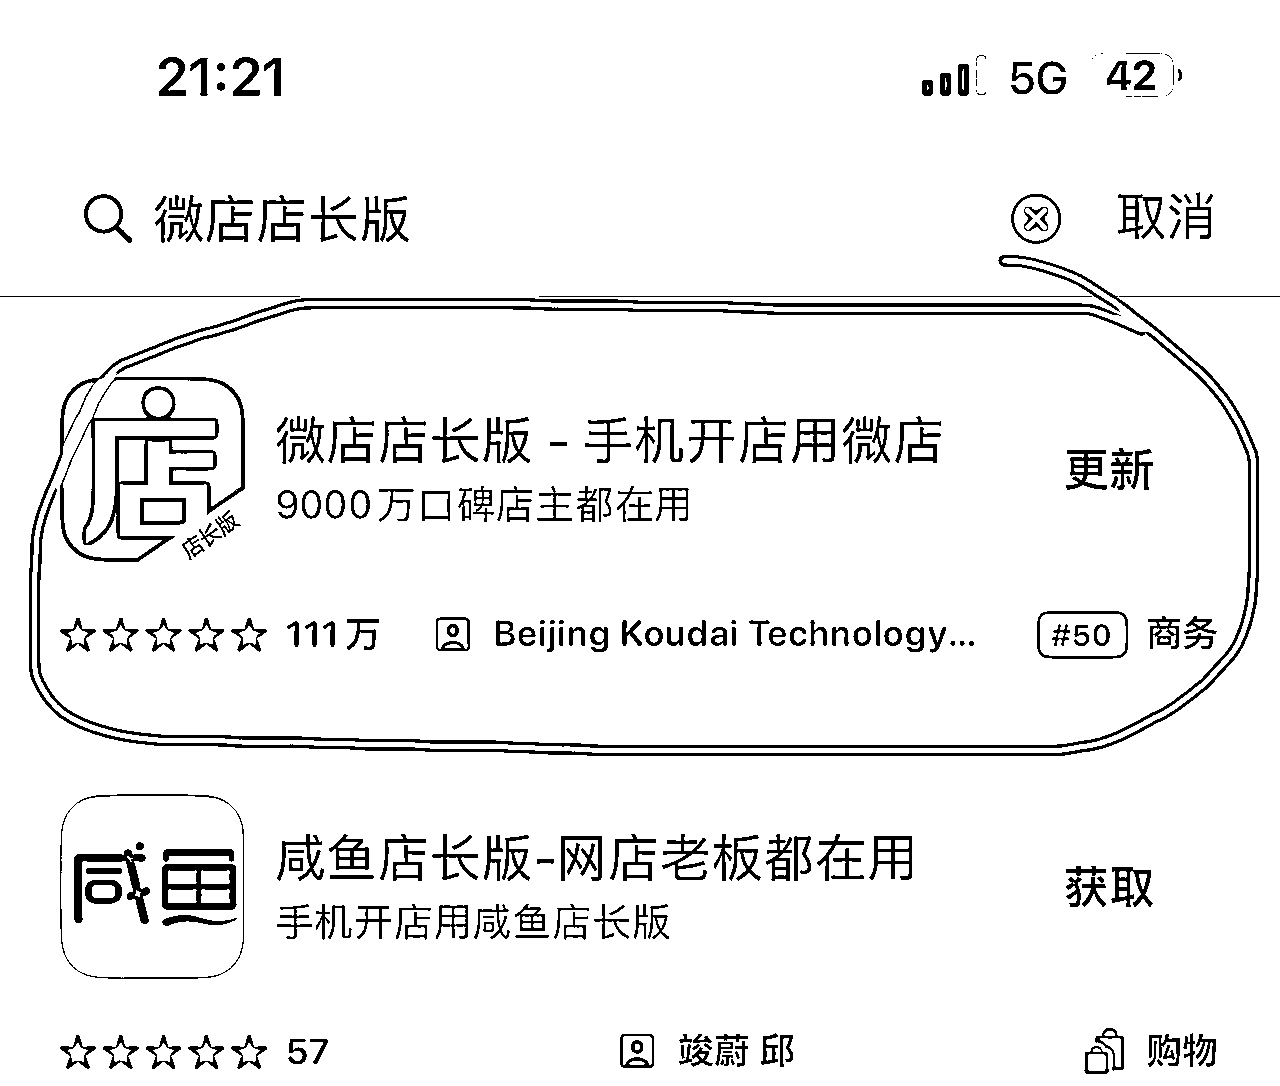 21:21 5G 42
微店店长版 取消
微店店长版 - 手机开店用微店
9000万口碑店主都在用
更新
店
店长版
111万 Beijing Koudai Technology... #50 商务
咸鱼店长版-网店老板都在用
手机开店用咸鱼店长版
获取
咸鱼
57 竣蔚 邱 购物